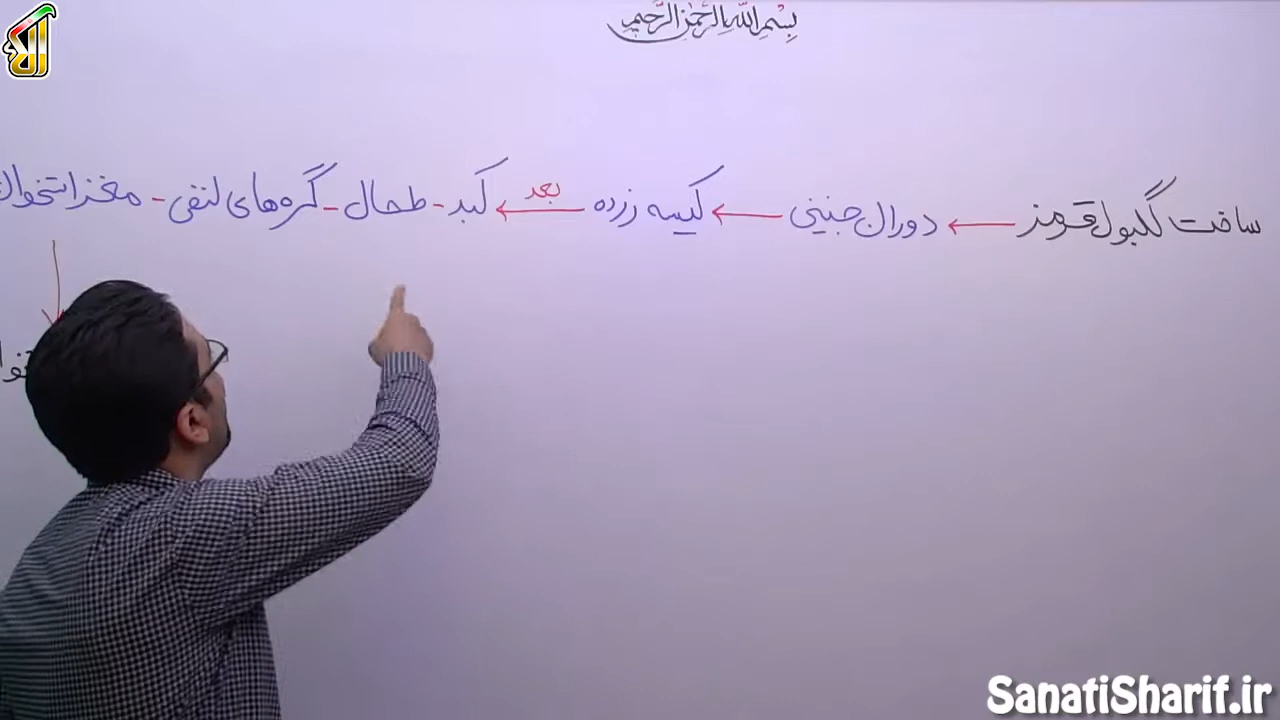 بسم الله الرحمن الرحیم
ساخت گلبول قرمز ← دوران جنینی ← کیسه زرده ← بعد کبد - طحال - گره های لنفی - مغز استخوان
SanatiSharif.ir